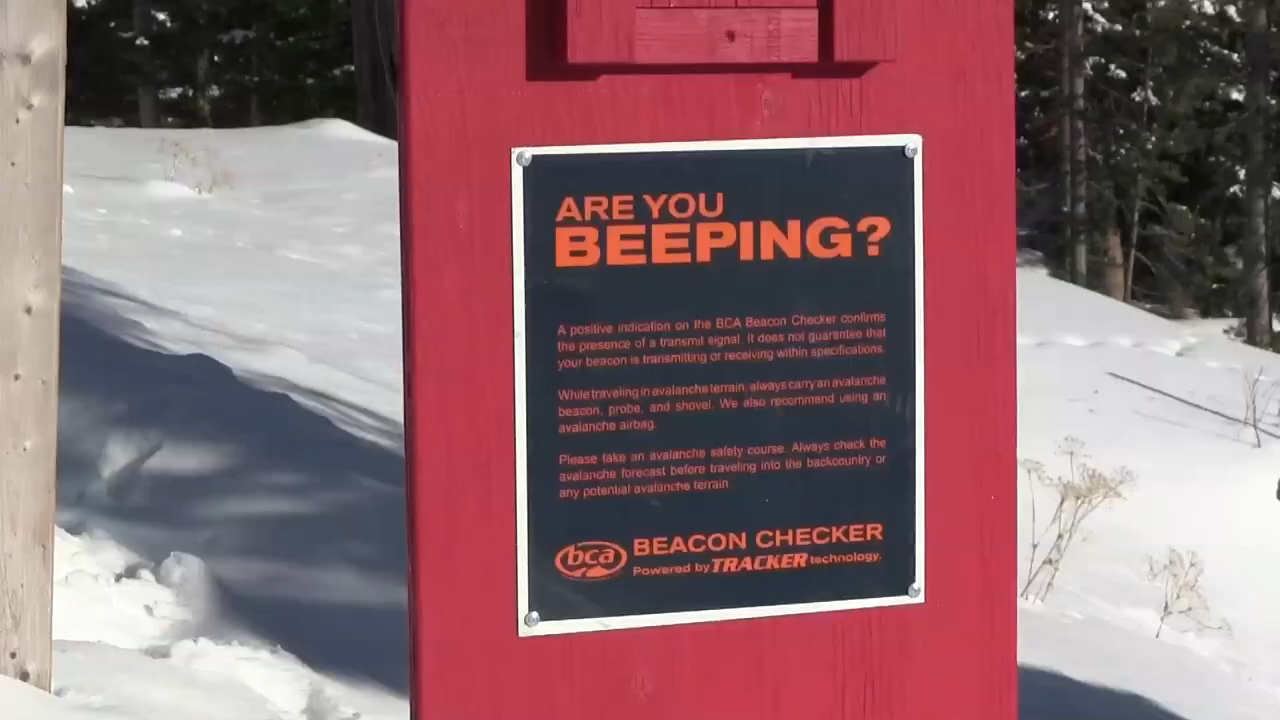 ARE YOU
BEEPING?
A positive indication on the BCA Beacon Checker confirms
the presence of a transmit signal. It does not guarantee that
your beacon is transmitting or receiving within specifications.
While traveling in avalanche terrain, always carry an avalanche
beacon, probe, and shovel. We also recommend using an
avalanche airbag.
Please take an avalanche safety course. Always check the
avalanche forecast before traveling into the backcountry or
any potential avalanche terrain
bca BEACON CHECKER
Powered by TRACKER technology.